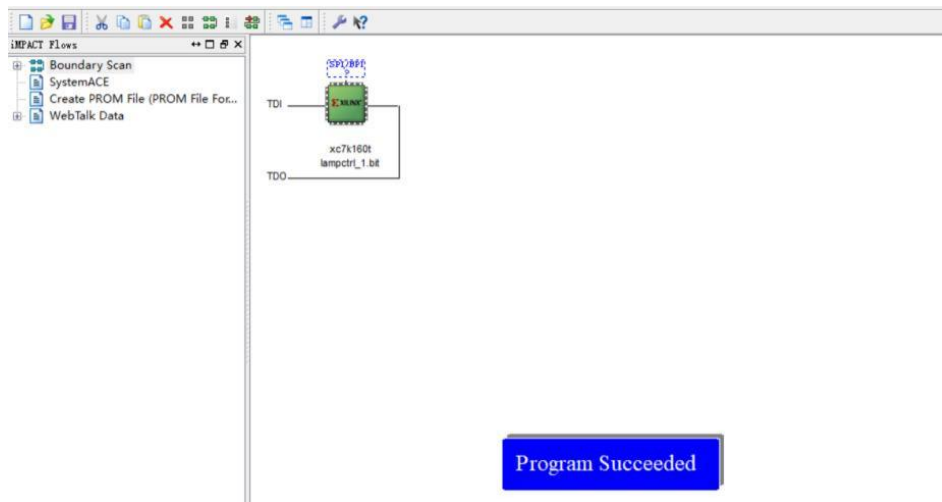 iMPACT Flows
Boundary Scan
SystemACE
Create PROM File (PROM File For...
WebTalk Data
SPI/BPI
?
TDI
XILINX
xc7k160t
lampctrl_1.bit
TDO
Program Succeeded